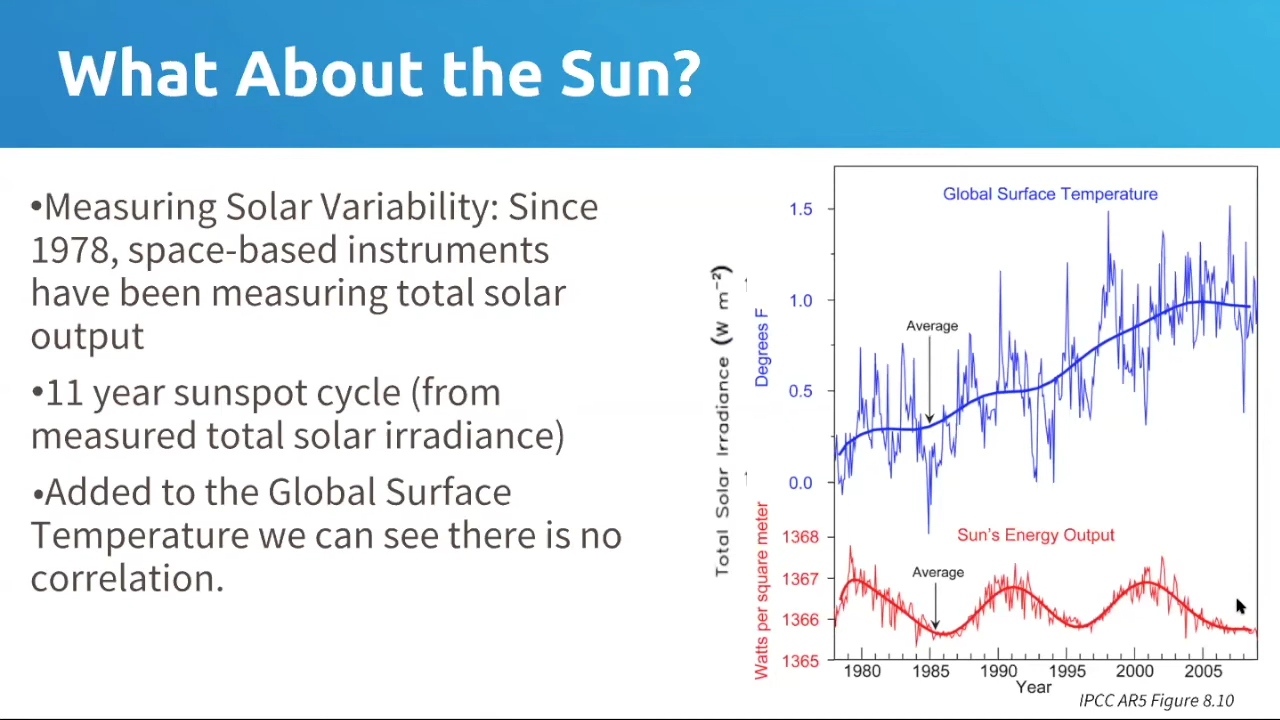 What About the Sun?
•Measuring Solar Variability: Since
1978, space-based instruments
have been measuring total solar
output
•11 year sunspot cycle (from
measured total solar irradiance)
•Added to the Global Surface
Temperature we can see there is no
correlation.
Total Solar Irradiance (W m⁻²)
Degrees F
Watts per square meter
Global Surface Temperature
1.5
1.0
Average
0.5
0.0
Sun's Energy Output
1368
Average
1367
1366
1365
1980 1985 1990 1995 2000 2005
Year
IPCC AR5 Figure 8.10